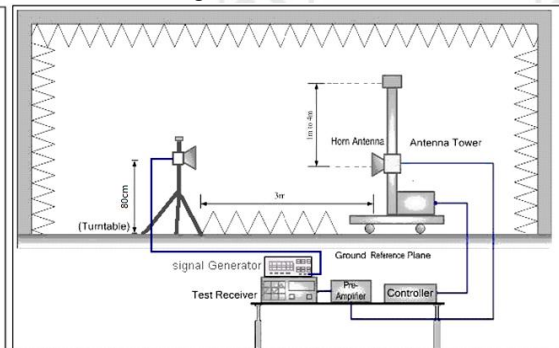 1m to 4m
Horn Antenna
Antenna Tower
80cm
3m
(Turntable)
Ground Reference Plane
signal Generator
Test Receiver
Pre-
Amplifier
Controller